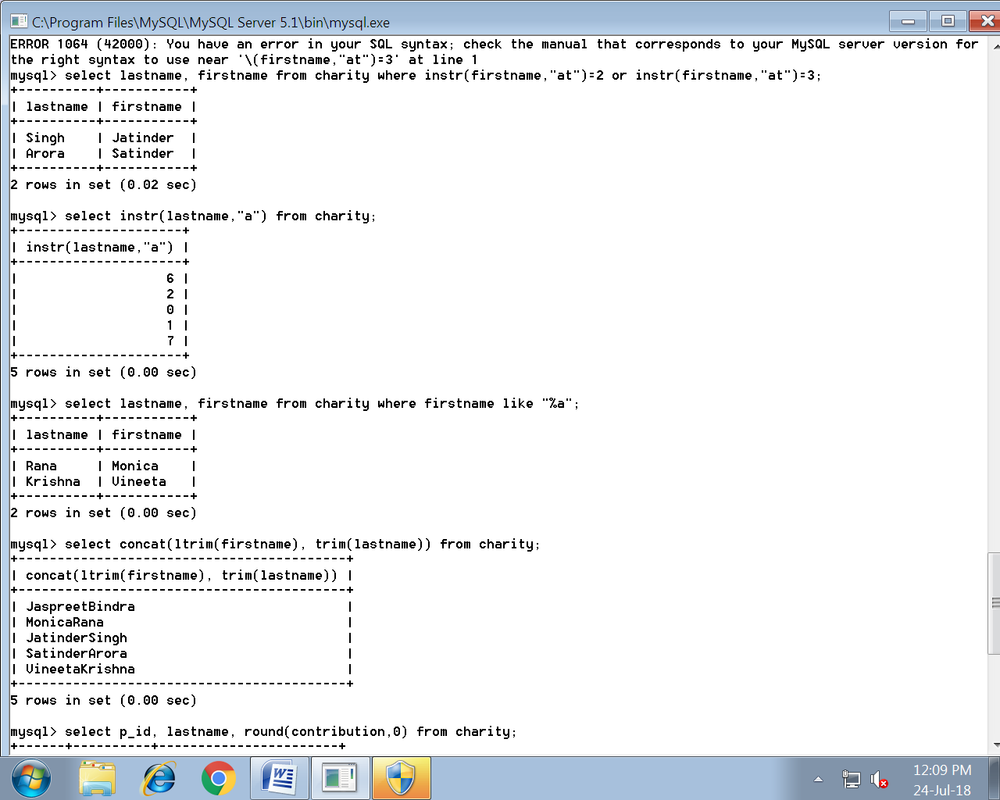 C:\Program Files\MySQL\MySQL Server 5.1\bin\mysql.exe
ERROR 1064 (42000): You have an error in your SQL syntax; check the manual that corresponds to your MySQL server version for
the right syntax to use near '\(firstname,"at")=3' at line 1
mysql> select lastname, firstname from charity where instr(firstname,"at")=2 or instr(firstname,"at")=3;
+----------+-----------+
| lastname | firstname |
+----------+-----------+
| Singh    | Jatinder  |
| Arora    | Satinder  |
+----------+-----------+
2 rows in set (0.02 sec)
mysql> select instr(lastname,"a") from charity;
+---------------------+
| instr(lastname,"a") |
+---------------------+
|                   6 |
|                   2 |
|                   0 |
|                   1 |
|                   7 |
+---------------------+
5 rows in set (0.00 sec)
mysql> select lastname, firstname from charity where firstname like "%a";
+----------+-----------+
| lastname | firstname |
+----------+-----------+
| Rana     | Monica    |
| Krishna  | Vineeta   |
+----------+-----------+
2 rows in set (0.00 sec)
mysql> select concat(ltrim(firstname), trim(lastname)) from charity;
+------------------------------------------+
| concat(ltrim(firstname), trim(lastname)) |
+------------------------------------------+
| JaspreetBindra                           |
| MonicaRana                               |
| JatinderSingh                            |
| SatinderArora                            |
| VineetaKrishna                           |
+------------------------------------------+
5 rows in set (0.00 sec)
mysql> select p_id, lastname, round(contribution,0) from charity;
+------+----------+-----------------------+
12:09 PM
24-Jul-18